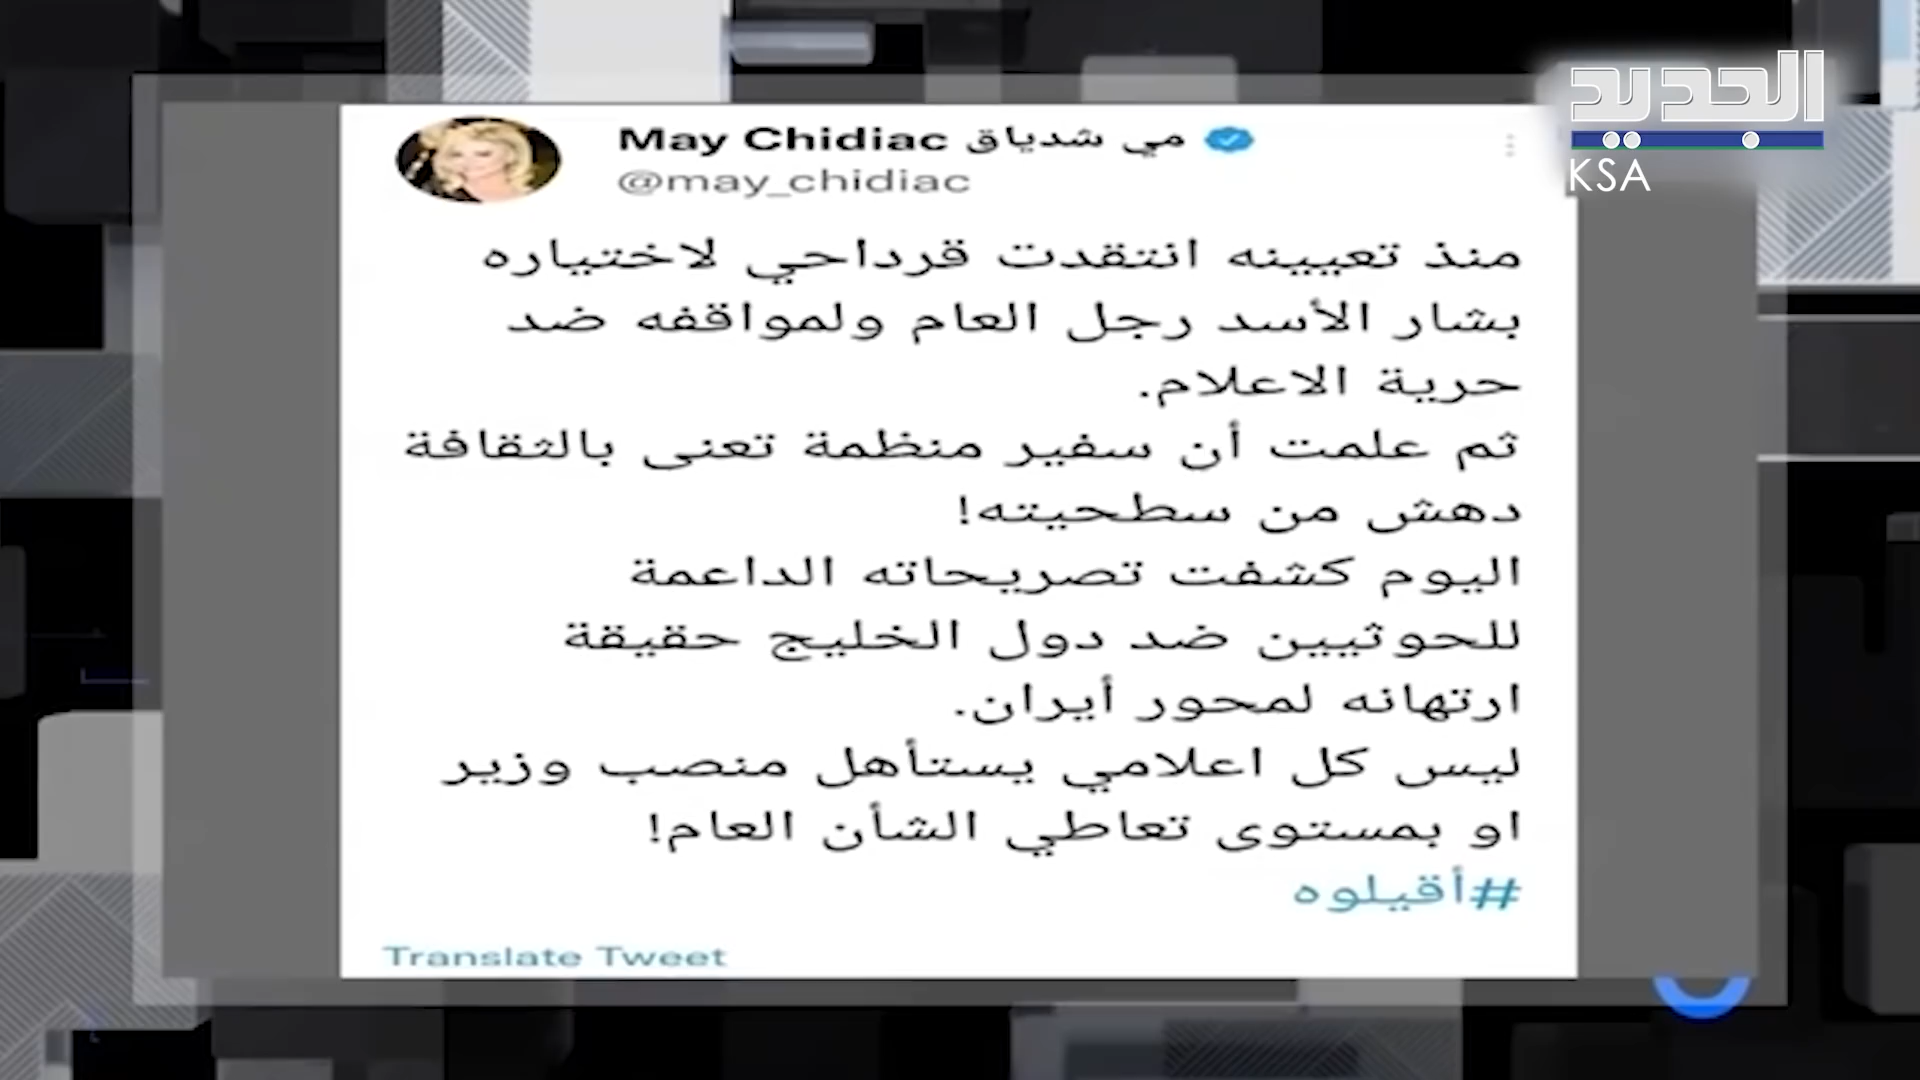 الجديد
KSA
May Chidiac مي شدياق
@may_chidiac
منذ تعيينه انتقدت قرداحي لاختياره
بشار الأسد رجل العام ولمواقفه ضد
حرية الاعلام.
ثم علمت أن سفير منظمة تعنى بالثقافة
دهش من سطحيته!
اليوم كشفت تصريحاته الداعمة
للحوثيين ضد دول الخليج حقيقة
ارتهانه لمحور أيران.
ليس كل اعلامي يستأهل منصب وزير
او بمستوى تعاطي الشأن العام!
#أقيلوه
Translate Tweet